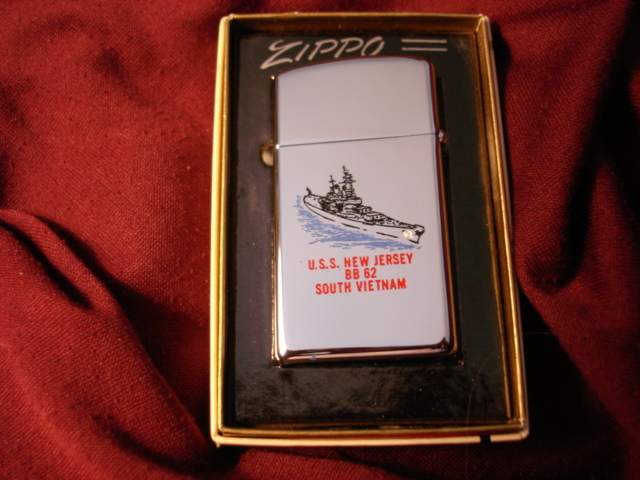 ZIPPO
U.S.S. NEW JERSEY
BB 62
SOUTH VIETNAM